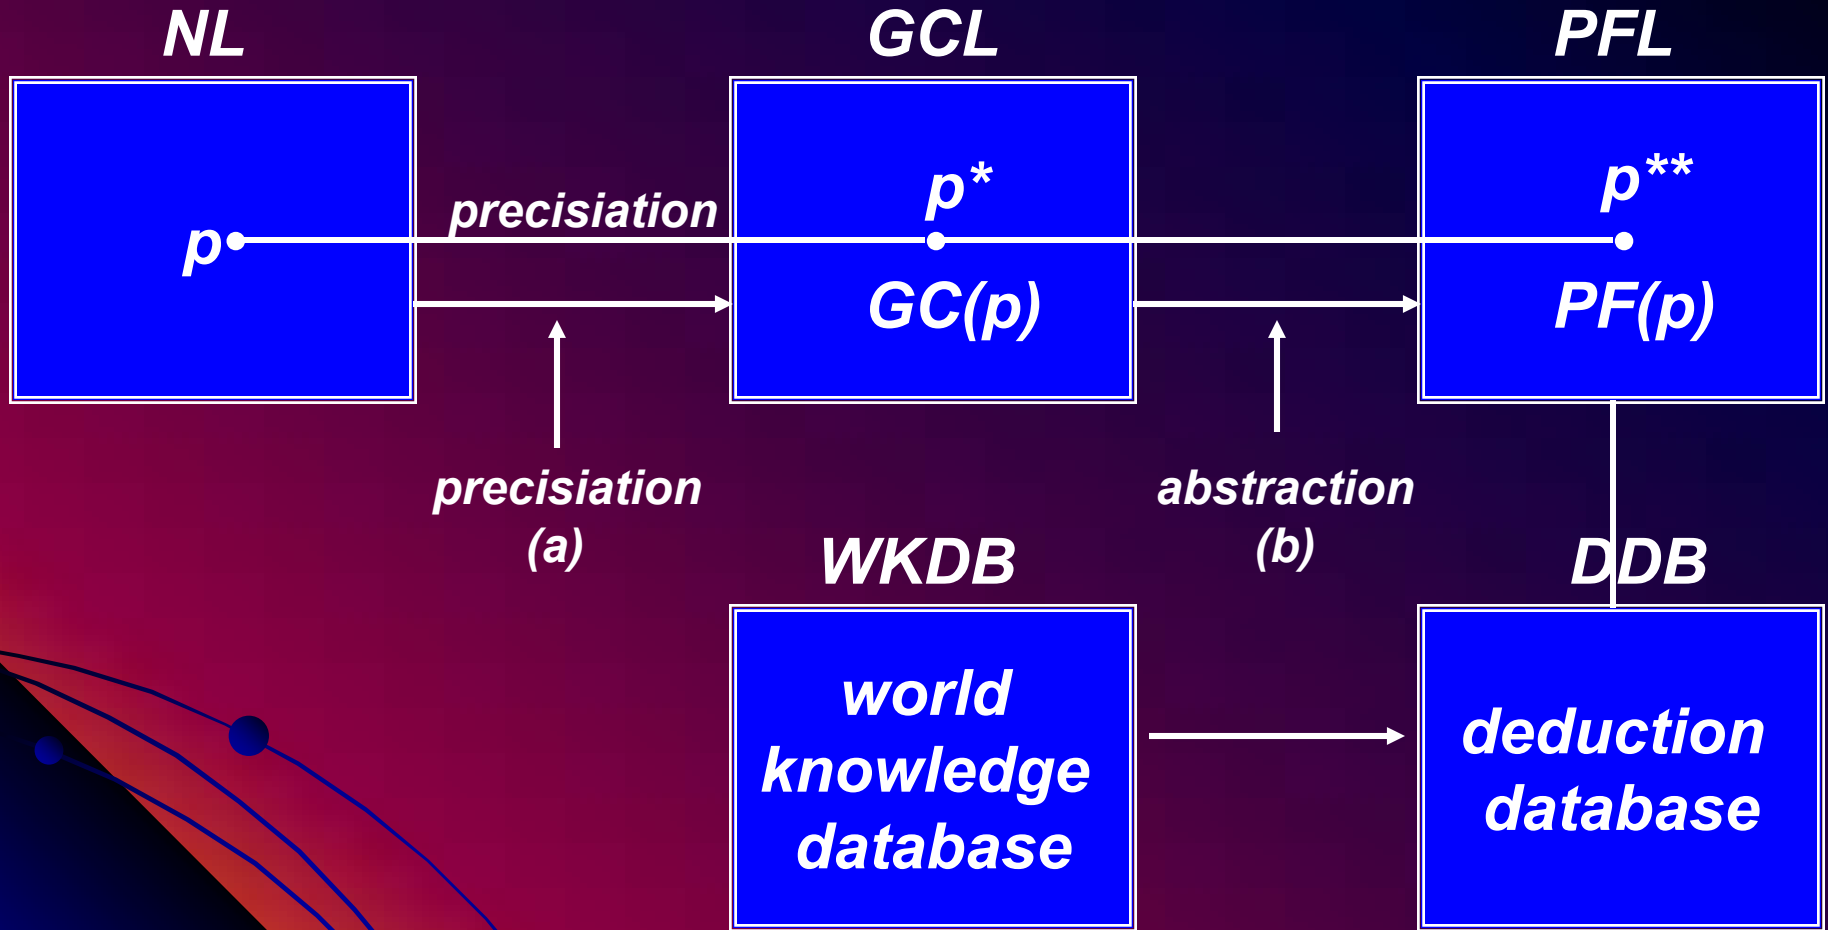 NL
GCL
PFL
p
precisiation
p*
GC(p)
p**
PF(p)
precisiation
(a)
abstraction
(b)
WKDB
DDB
world
knowledge
database
deduction
database